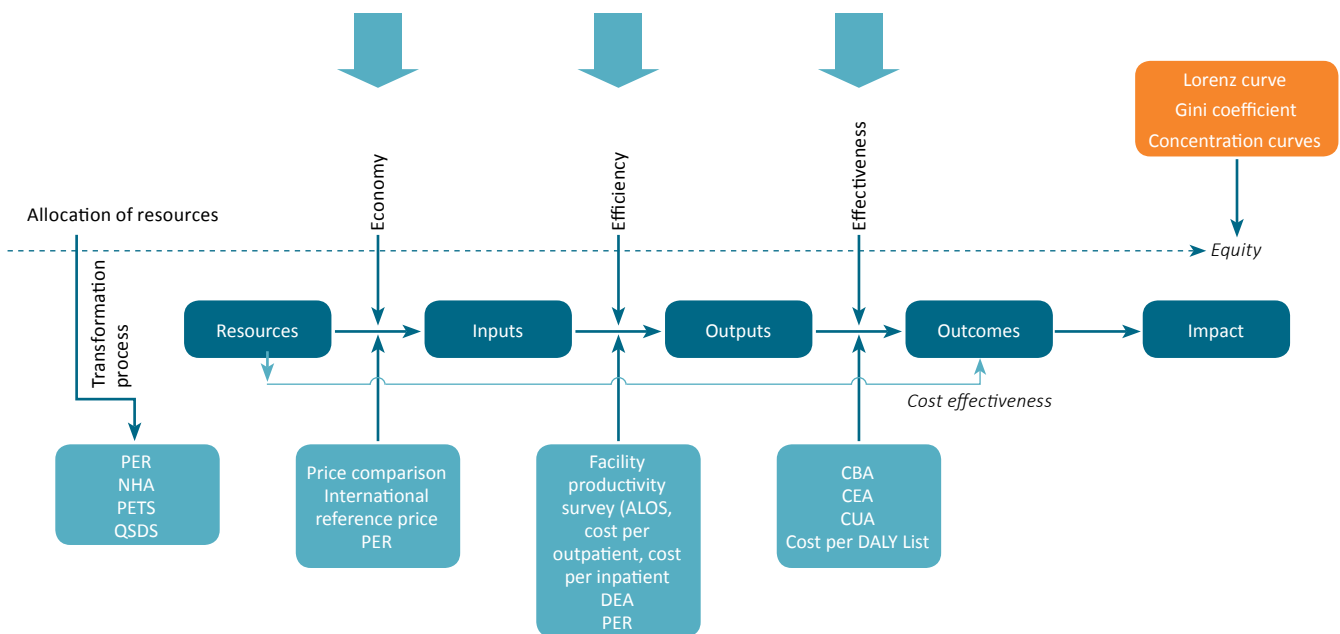 Lorenz curve
Gini coefficient
Concentration curves
Economy
Efficiency
Effectiveness
Allocation of resources
Equity
Transformation
process
Resources
Inputs
Outputs
Outcomes
Impact
Cost effectiveness
PER
NHA
PETS
QSDS
Price comparison
International
reference price
PER
Facility
productivity
survey (ALOS,
cost per
outpatient, cost
per inpatient
DEA
PER
CBA
CEA
CUA
Cost per DALY List